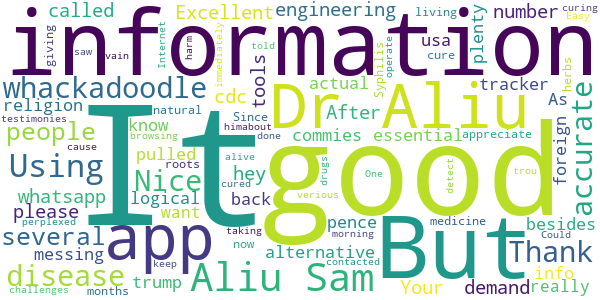 called Excellent engineering number living Easy curing
giving saw vain Internet harm immediately told usa plenty cure Syphilis operate herbs
information
whackadoodle cdc tools Dr Aliu actual After tracker As
religion natural Since himabout done commies essential appreciate foreign accurate
people know browsing
testimonies cause pulled hey
Using It good But
Nice roots alive cured drugs One verious detect trou
whatsapp logical back pence medicine Could besides
please want taking morning Thank
several app now alternative info
messing Aliu Sam contacted Your really
perplexed keep trump demand
disease
challenges months